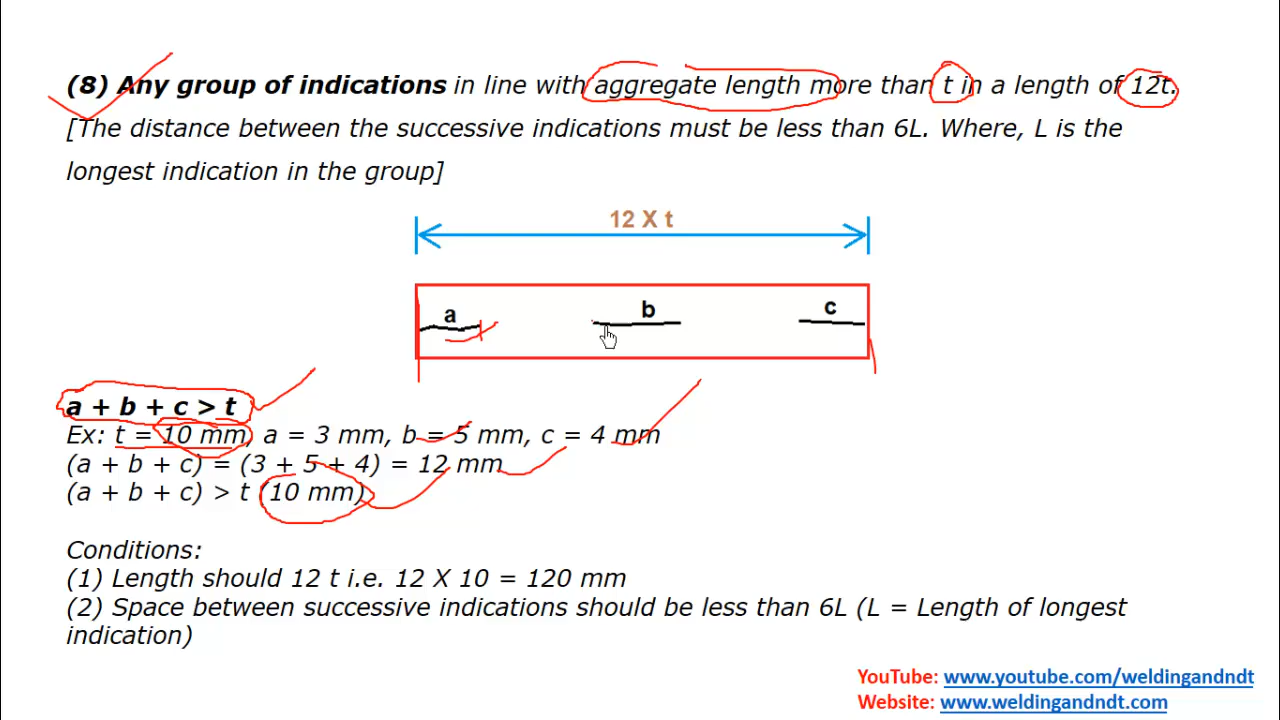 (8) Any group of indications in line with aggregate length more than t in a length of 12t.
[The distance between the successive indications must be less than 6L. Where, L is the
longest indication in the group]
12 X t
a b c
a + b + c > t
Ex: t = 10 mm, a = 3 mm, b = 5 mm, c = 4 mm
(a + b + c) = (3 + 5 + 4) = 12 mm
(a + b + c) > t (10 mm)
Conditions:
(1) Length should 12 t i.e. 12 X 10 = 120 mm
(2) Space between successive indications should be less than 6L (L = Length of longest
indication)
YouTube: www.youtube.com/weldingandndt
Website: www.weldingandndt.com